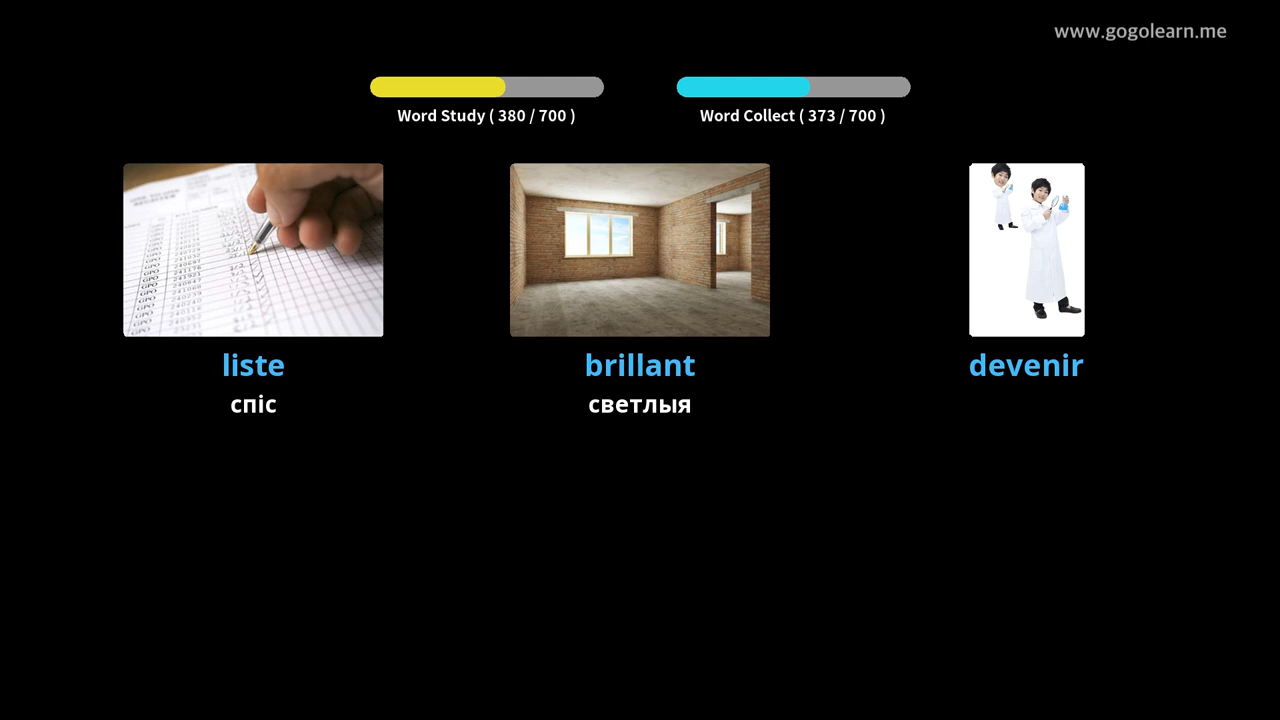 www.gogolearn.me
Word Study ( 380 / 700 )
Word Collect ( 373 / 700 )
liste
brillant
devenir
спіс
светлыя